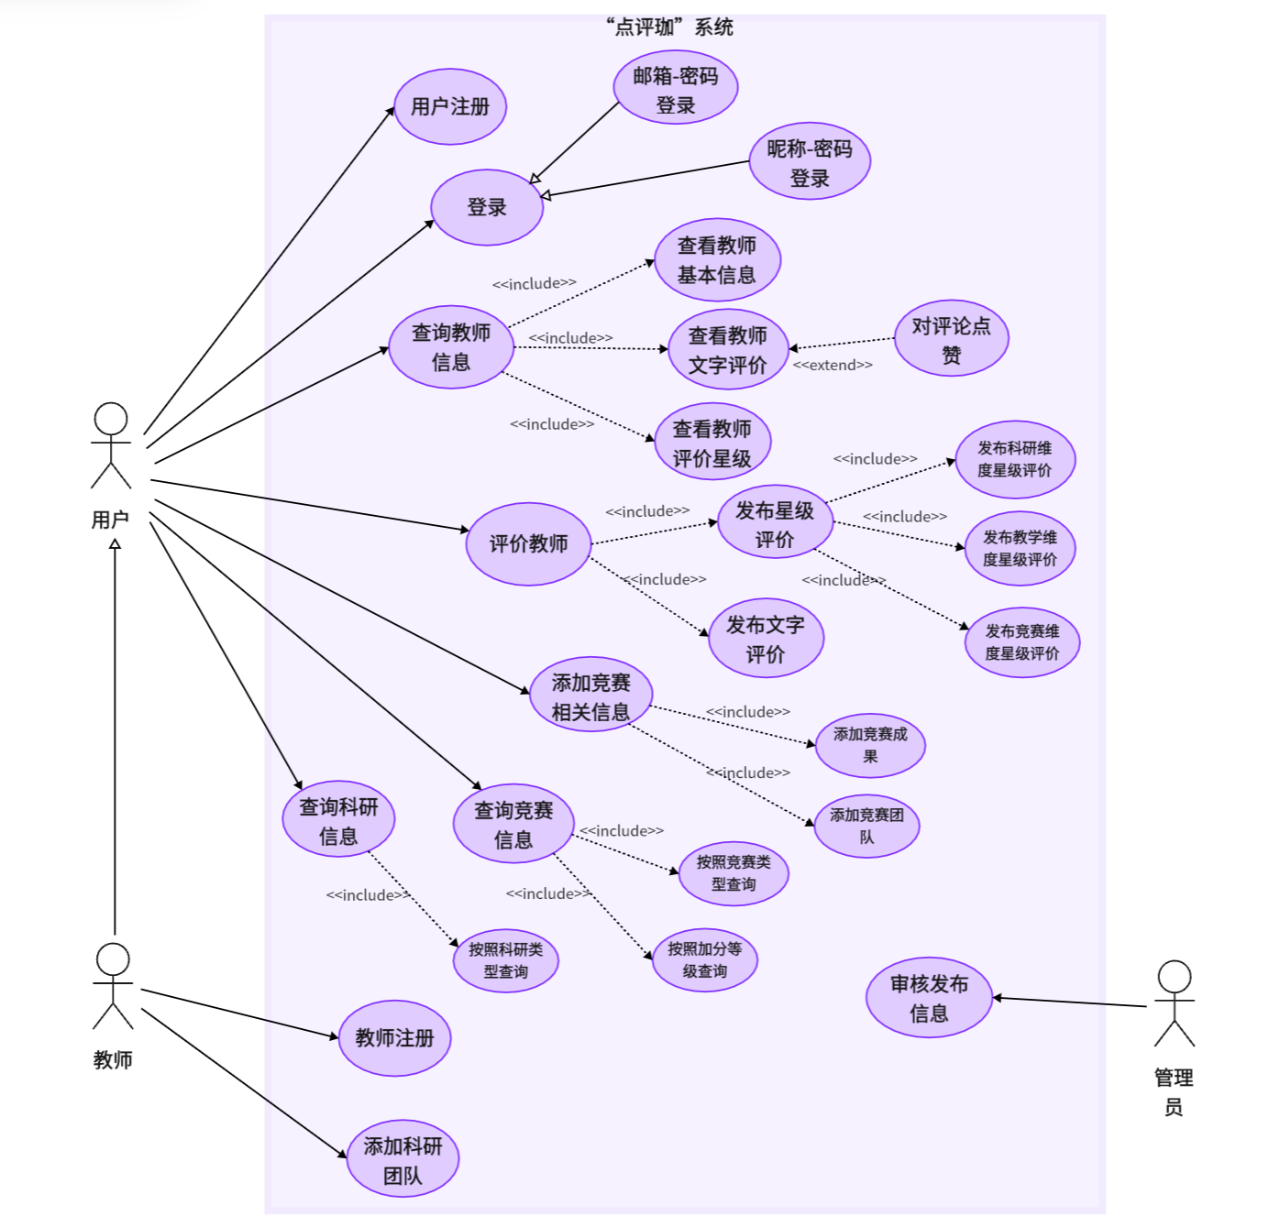 “点评珈”系统
用户注册
邮箱-密码
登录
昵称-密码
登录
登录
查看教师
基本信息
<<include>>
查询教师
信息
<<include>>
查看教师
文字评价
对评论点
赞
<<extend>>
<<include>>
查看教师
评价星级
用户
<<include>>
发布科研维
度星级评价
评价教师
<<include>>
发布星级
评价
<<include>>
发布教学维
度星级评价
<<include>>
<<include>>
发布文字
评价
发布竞赛维
度星级评价
添加竞赛
相关信息
<<include>>
添加竞赛成
果
<<include>>
添加竞赛团
队
查询科研
信息
查询竞赛
信息
<<include>>
按照竞赛类
型查询
<<include>>
<<include>>
按照科研类
型查询
按照加分等
级查询
审核发布
信息
教师
教师注册
管理
员
添加科研
团队